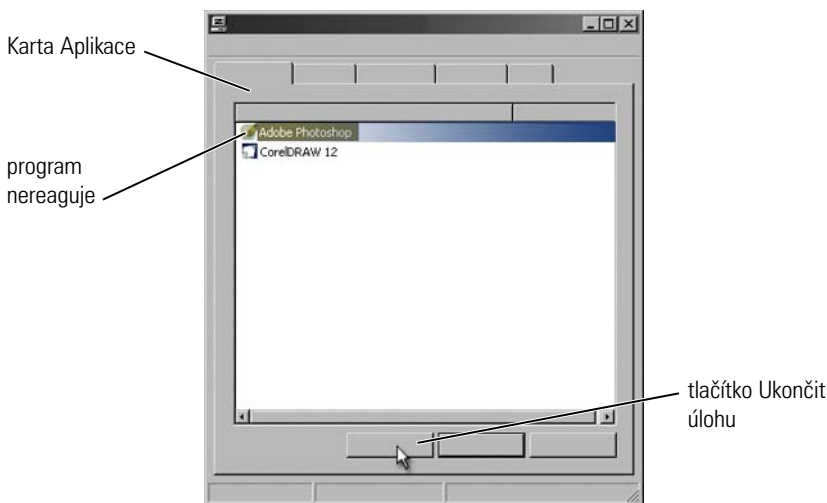 Karta Aplikace
Adobe Photoshop
CorelDRAW 12
program
nereaguje
tlačítko Ukončit
úlohu